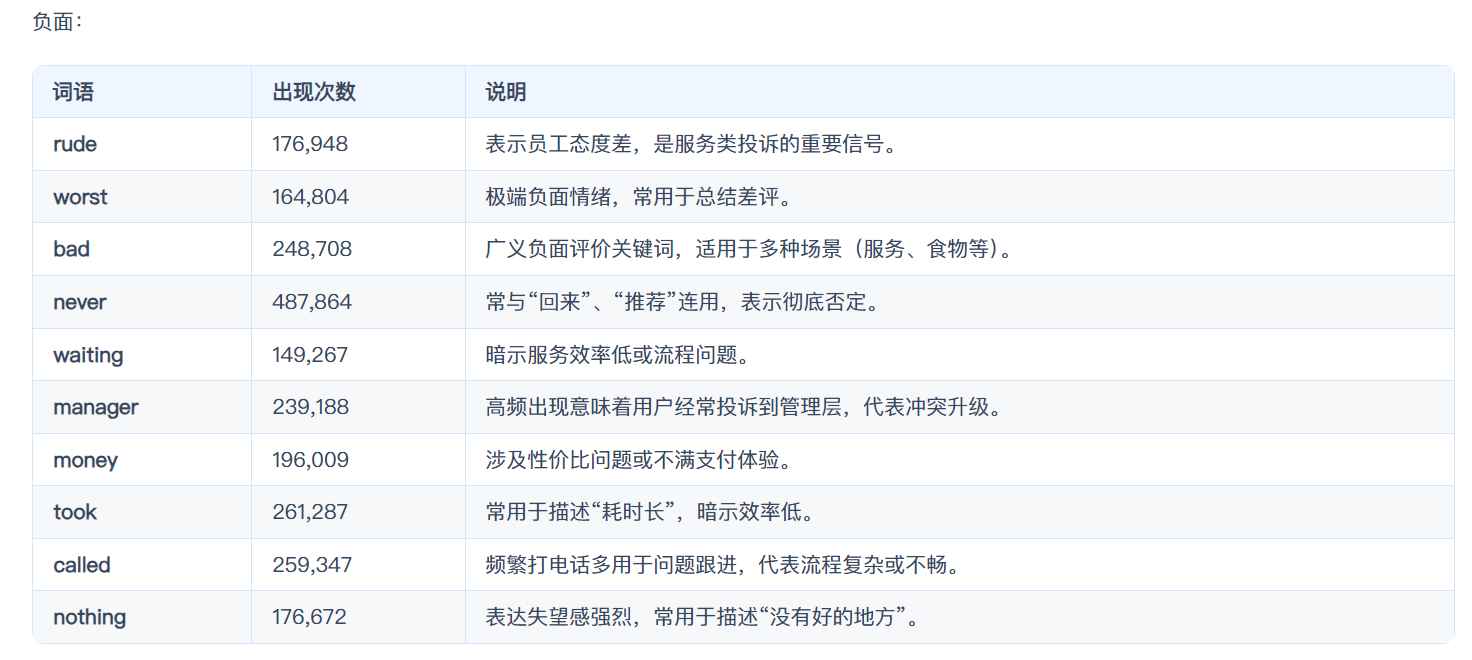 负面：
词语 出现次数 说明
rude 176,948 表示员工态度差，是服务类投诉的重要信号。
worst 164,804 极端负面情绪，常用于总结差评。
bad 248,708 广义负面评价关键词，适用于多种场景（服务、食物等）。
never 487,864 常与“回来”、“推荐”连用，表示彻底否定。
waiting 149,267 暗示服务效率低或流程问题。
manager 239,188 高频出现意味着用户经常投诉到管理层，代表冲突升级。
money 196,009 涉及性价比问题或不满支付体验。
took 261,287 常用于描述“耗时长”，暗示效率低。
called 259,347 频繁打电话多用于问题跟进，代表流程复杂或不畅。
nothing 176,672 表达失望感强烈，常用于描述“没有好的地方”。